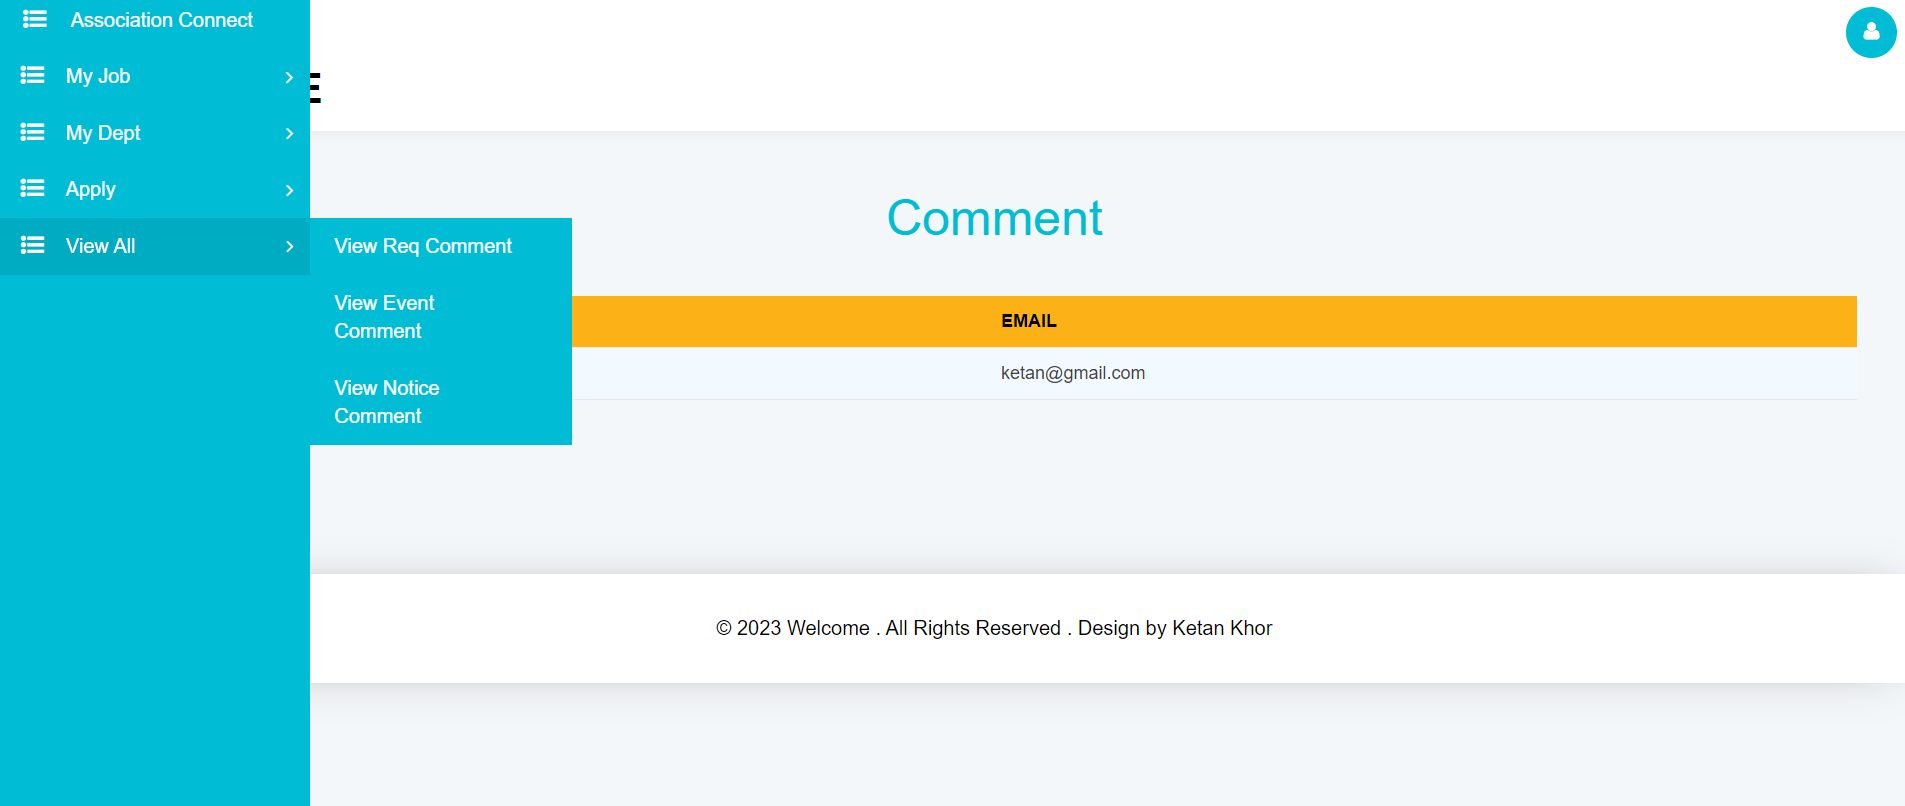 Association Connect
My Job
My Dept
Apply
View All
View Req Comment
View Event
Comment
View Notice
Comment
E
Comment
EMAIL
ketan@gmail.com
© 2023 Welcome . All Rights Reserved . Design by Ketan Khor